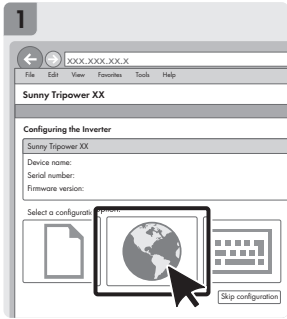 1
XXX.XXX.XX.X
File Edit View Favorites Tools Help
Sunny Tripower XX
Configuring the Inverter
Sunny Tripower XX
Device name:
Serial number:
Firmware version:
Select a configuration option:
Skip configuration